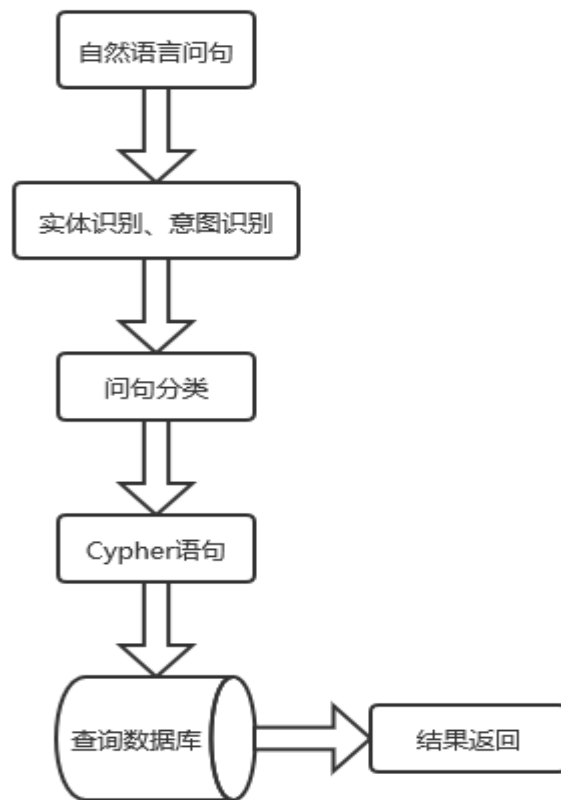 自然语言问句
实体识别、意图识别
问句分类
Cypher语句
查询数据库
结果返回